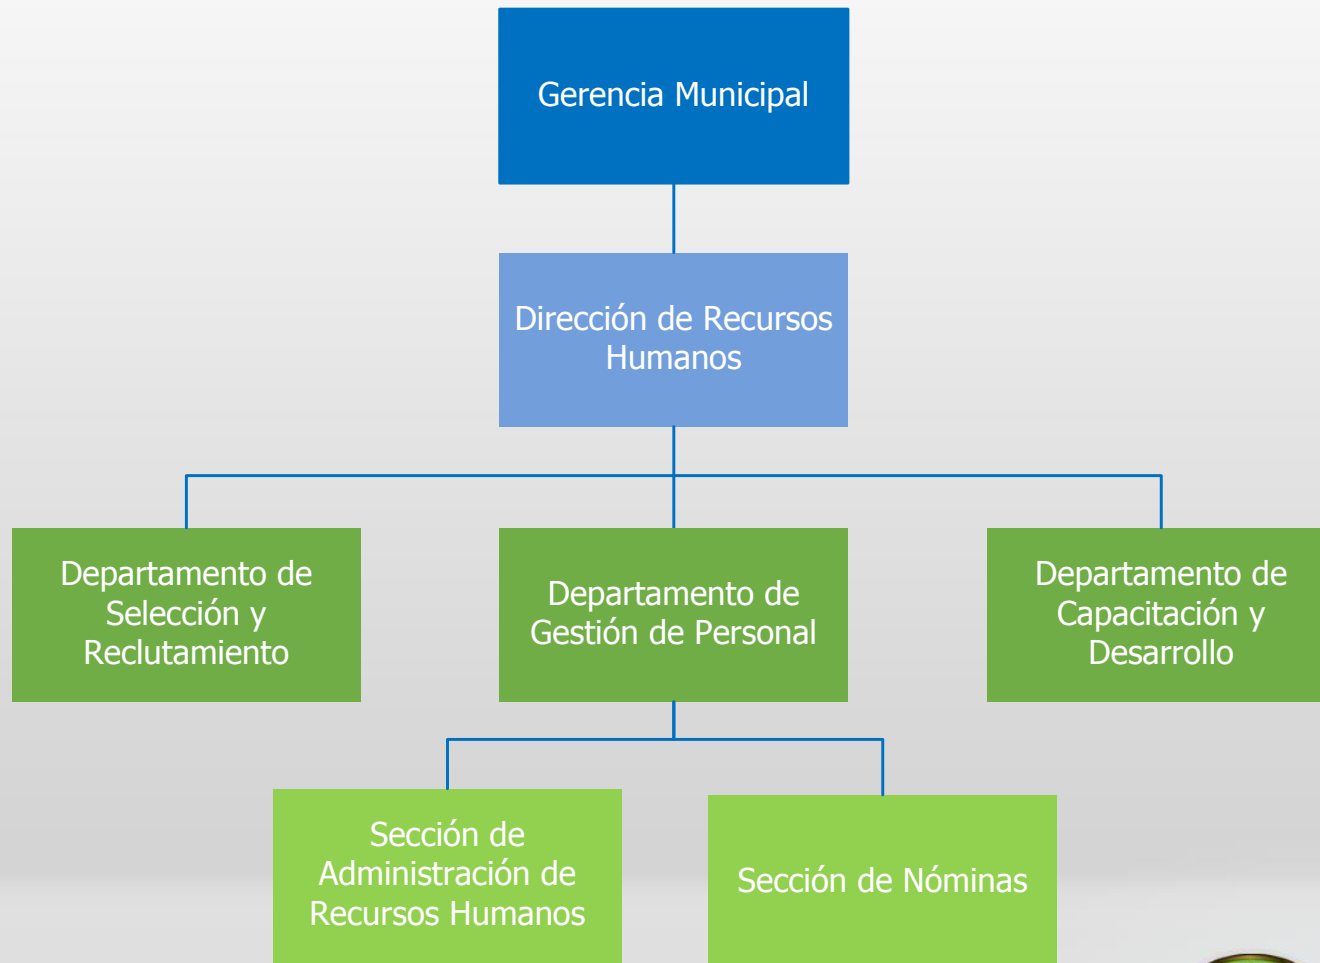 Gerencia Municipal
Dirección de Recursos
Humanos
Departamento de
Selección y
Reclutamiento
Departamento de
Gestión de Personal
Departamento de
Capacitación y
Desarrollo
Sección de
Administración de
Recursos Humanos
Sección de Nóminas